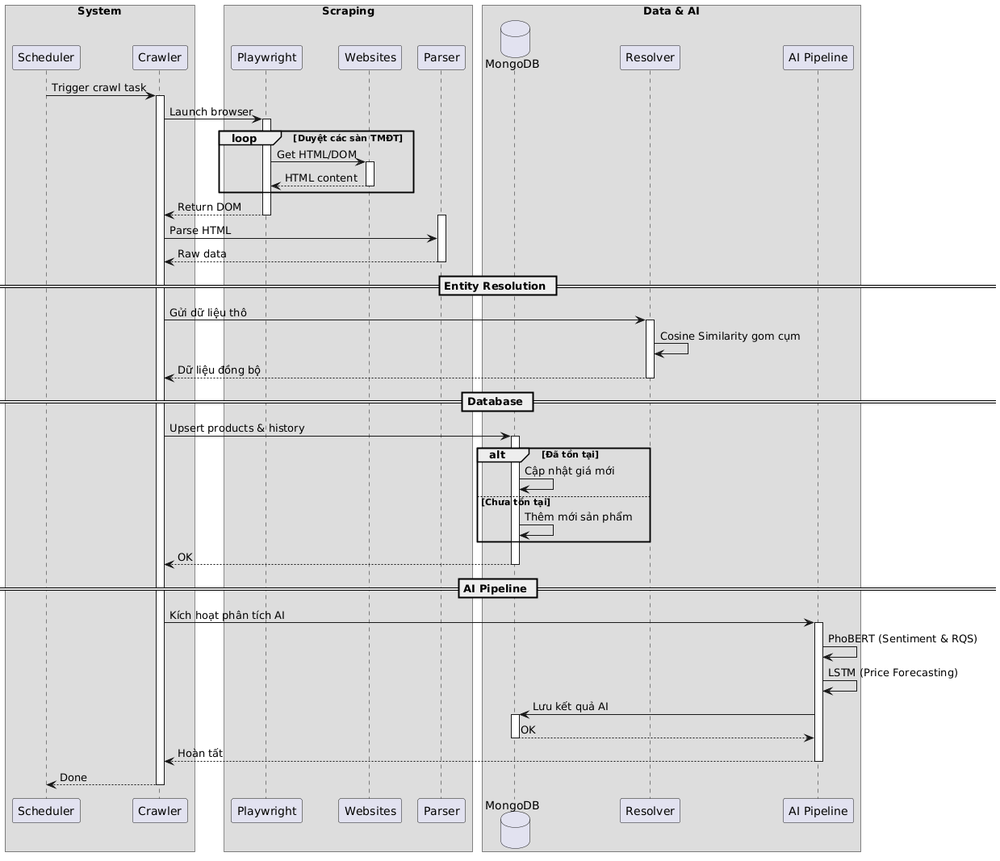 System
Scraping
Data & AI
Scheduler
Crawler
Playwright
Websites
Parser
MongoDB
Resolver
AI Pipeline
Trigger crawl task
Launch browser
loop
[Duyệt các sàn TMĐT]
Get HTML/DOM
HTML content
Return DOM
Parse HTML
Raw data
Entity Resolution
Gửi dữ liệu thô
Cosine Similarity gom cụm
Dữ liệu đồng bộ
Database
Upsert products & history
alt
[Đã tồn tại]
Cập nhật giá mới
[Chưa tồn tại]
Thêm mới sản phẩm
OK
AI Pipeline
Kích hoạt phân tích AI
PhoBERT (Sentiment & RQS)
LSTM (Price Forecasting)
Lưu kết quả AI
OK
Hoàn tất
Done
Scheduler
Crawler
Playwright
Websites
Parser
MongoDB
Resolver
AI Pipeline